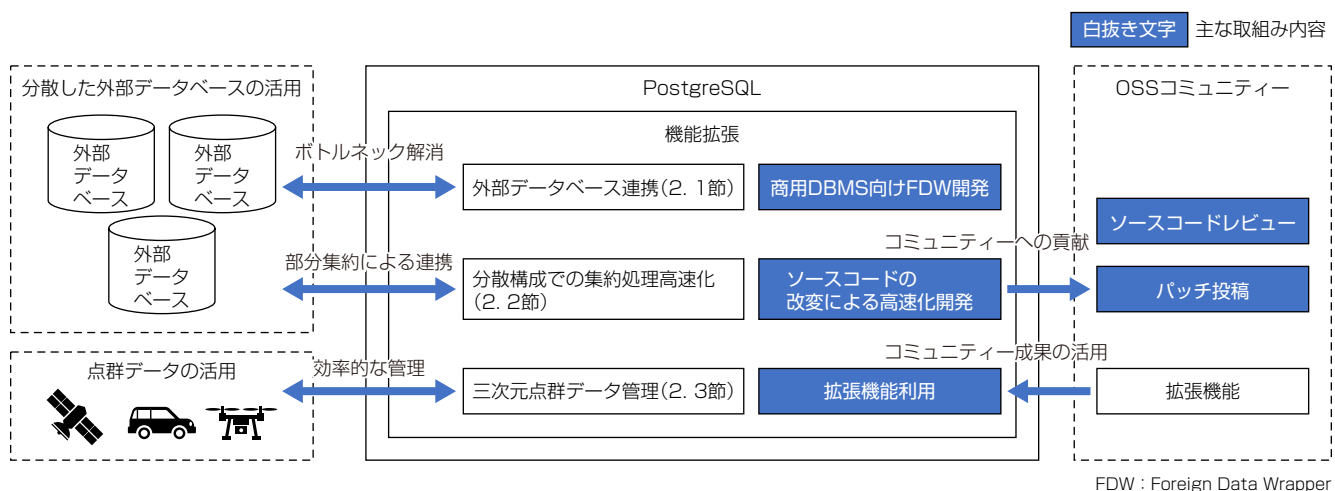 白抜き文字 主な取組み内容
分散した外部データベースの活用
外部
データ
ベース
外部
データ
ベース
外部
データ
ベース
点群データの活用
ボトルネック解消
部分集約による連携
効率的な管理
PostgreSQL
機能拡張
外部データベース連携(2. 1節)
商用DBMS向けFDW開発
分散構成での集約処理高速化
(2. 2節)
ソースコードの
改変による高速化開発
三次元点群データ管理(2. 3節)
拡張機能利用
コミュニティーへの貢献
コミュニティー成果の活用
OSSコミュニティー
ソースコードレビュー
パッチ投稿
拡張機能
FDW:Foreign Data Wrapper